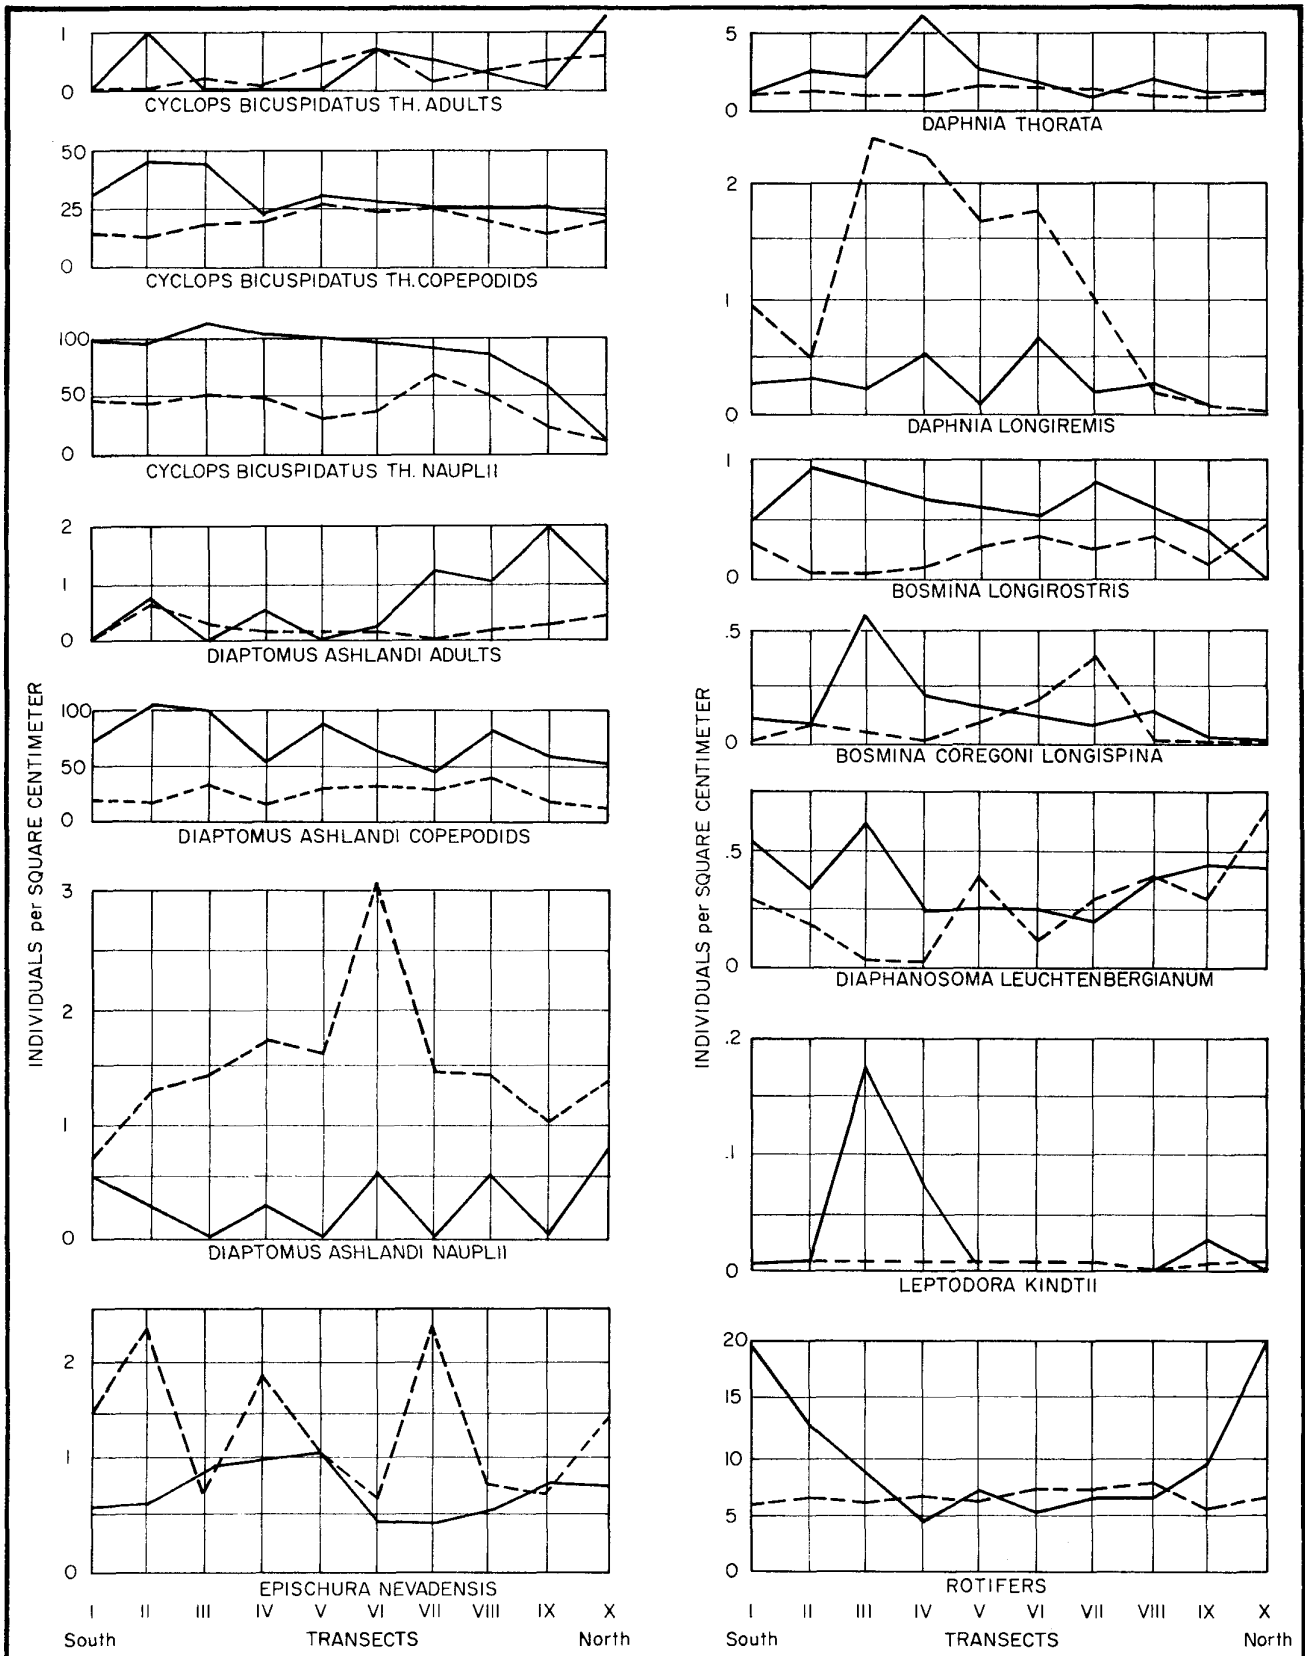 1
0
CYCLOPS BICUSPIDATUS TH. ADULTS
50
25
0
CYCLOPS BICUSPIDATUS TH. COPEPODIDS
100
50
0
CYCLOPS BICUSPIDATUS TH. NAUPLII
2
1
0
DIAPTOMUS ASHLANDI ADULTS
100
50
0
DIAPTOMUS ASHLANDI COPEPODIDS
INDIVIDUALS per SQUARE CENTIMETER
3
2
1
0
DIAPTOMUS ASHLANDI NAUPLII
2
1
0
EPISCHURA NEVADENSIS
I II III IV V VI VII VIII IX X
South TRANSECTS North
5
0
DAPHNIA THORATA
2
1
0
DAPHNIA LONGIREMIS
1
0
BOSMINA LONGIROSTRIS
.5
0
BOSMINA COREGONI LONGISPINA
INDIVIDUALS per SQUARE CENTIMETER
.5
0
DIAPHANOSOMA LEUCHTENBERGIANUM
.2
.1
0
LEPTODORA KINDTII
20
15
10
5
0
ROTIFERS
I II III IV V VI VII VIII IX X
South TRANSECTS North